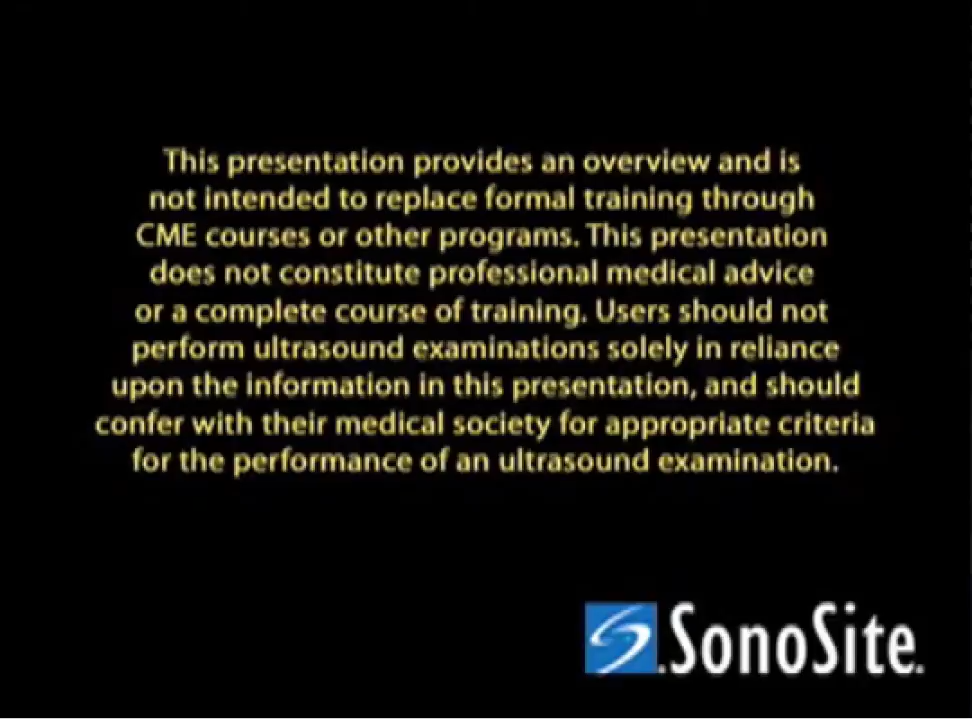 This presentation provides an overview and is
not intended to replace formal training through
CME courses or other programs. This presentation
does not constitute professional medical advice
or a complete course of training. Users should not
perform ultrasound examinations solely in reliance
upon the information in this presentation, and should
confer with their medical society for appropriate criteria
for the performance of an ultrasound examination.
SonoSite.